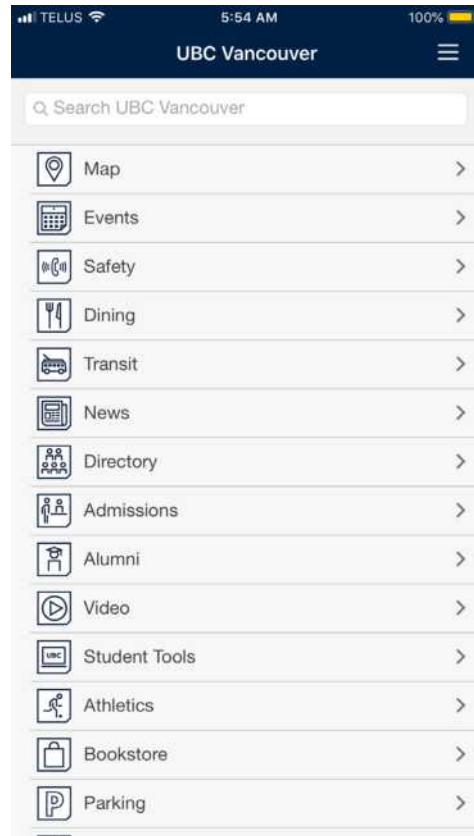 TELUS 5:54 AM 100%
UBC Vancouver
Search UBC Vancouver
Map
Events
Safety
Dining
Transit
News
Directory
Admissions
Alumni
Video
UBC Student Tools
Athletics
Bookstore
P Parking